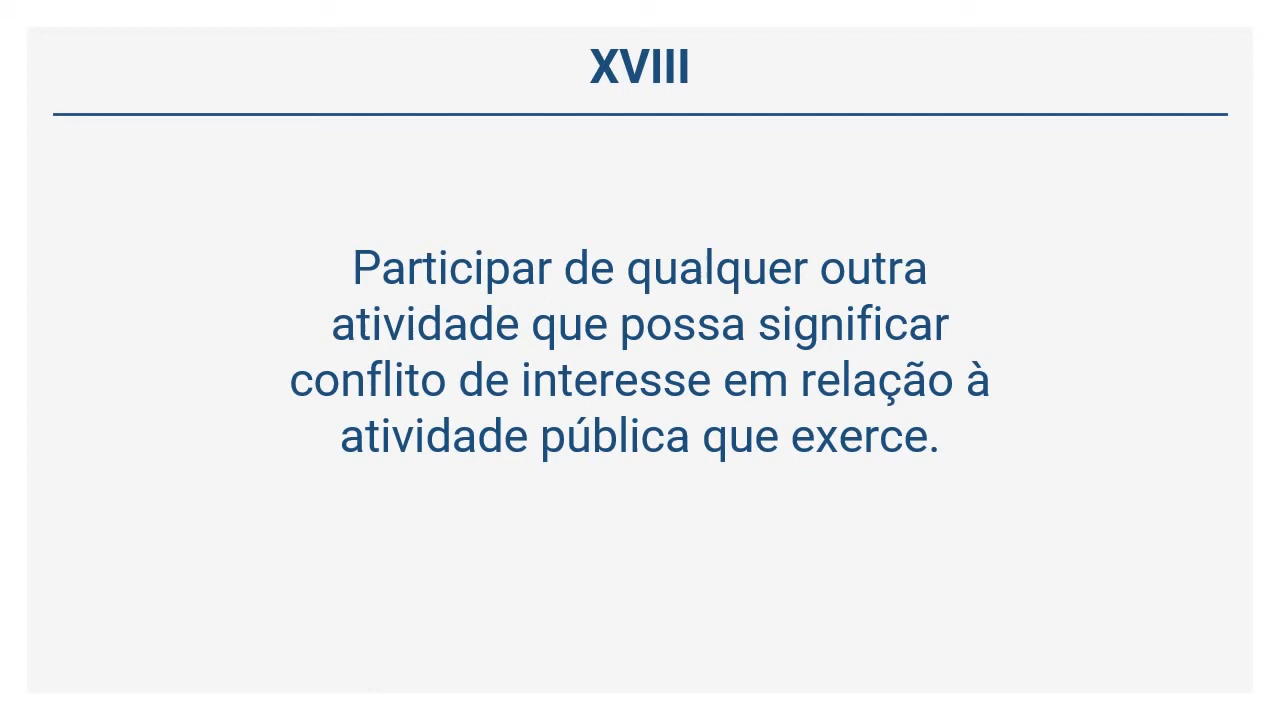 XVIII
Participar de qualquer outra
atividade que possa significar
conflito de interesse em relação à
atividade pública que exerce.